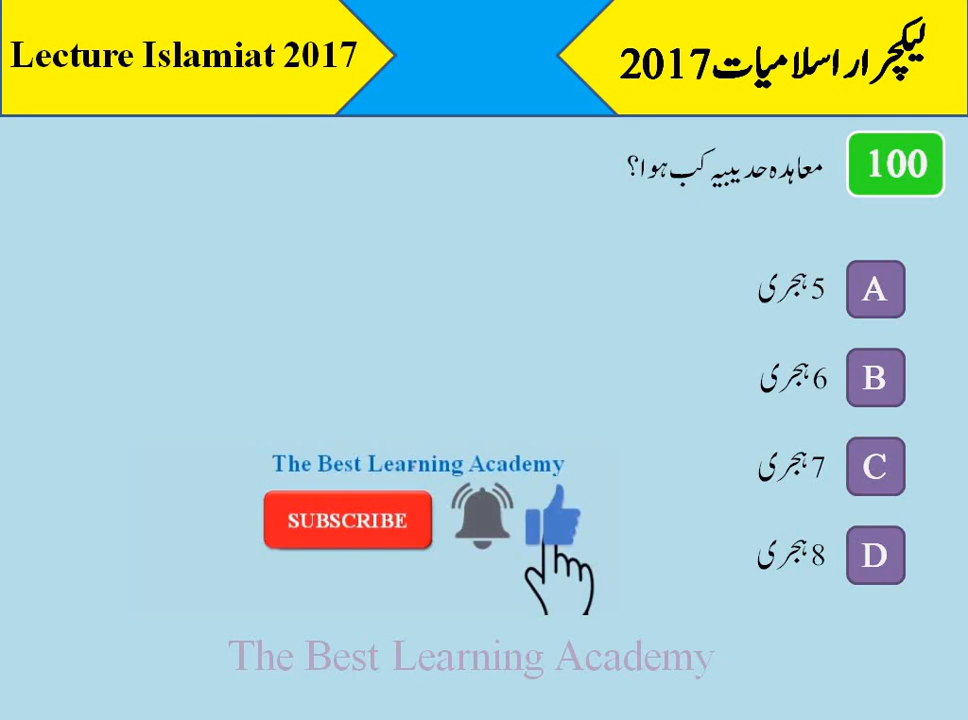 Lecture Islamiat 2017
لیکچرار اسلامیات 2017
100 معاہدہ حدیبیہ کب ہوا؟
A 5 ہجری
B 6 ہجری
C 7 ہجری
D 8 ہجری
The Best Learning Academy
SUBSCRIBE
The Best Learning Academy